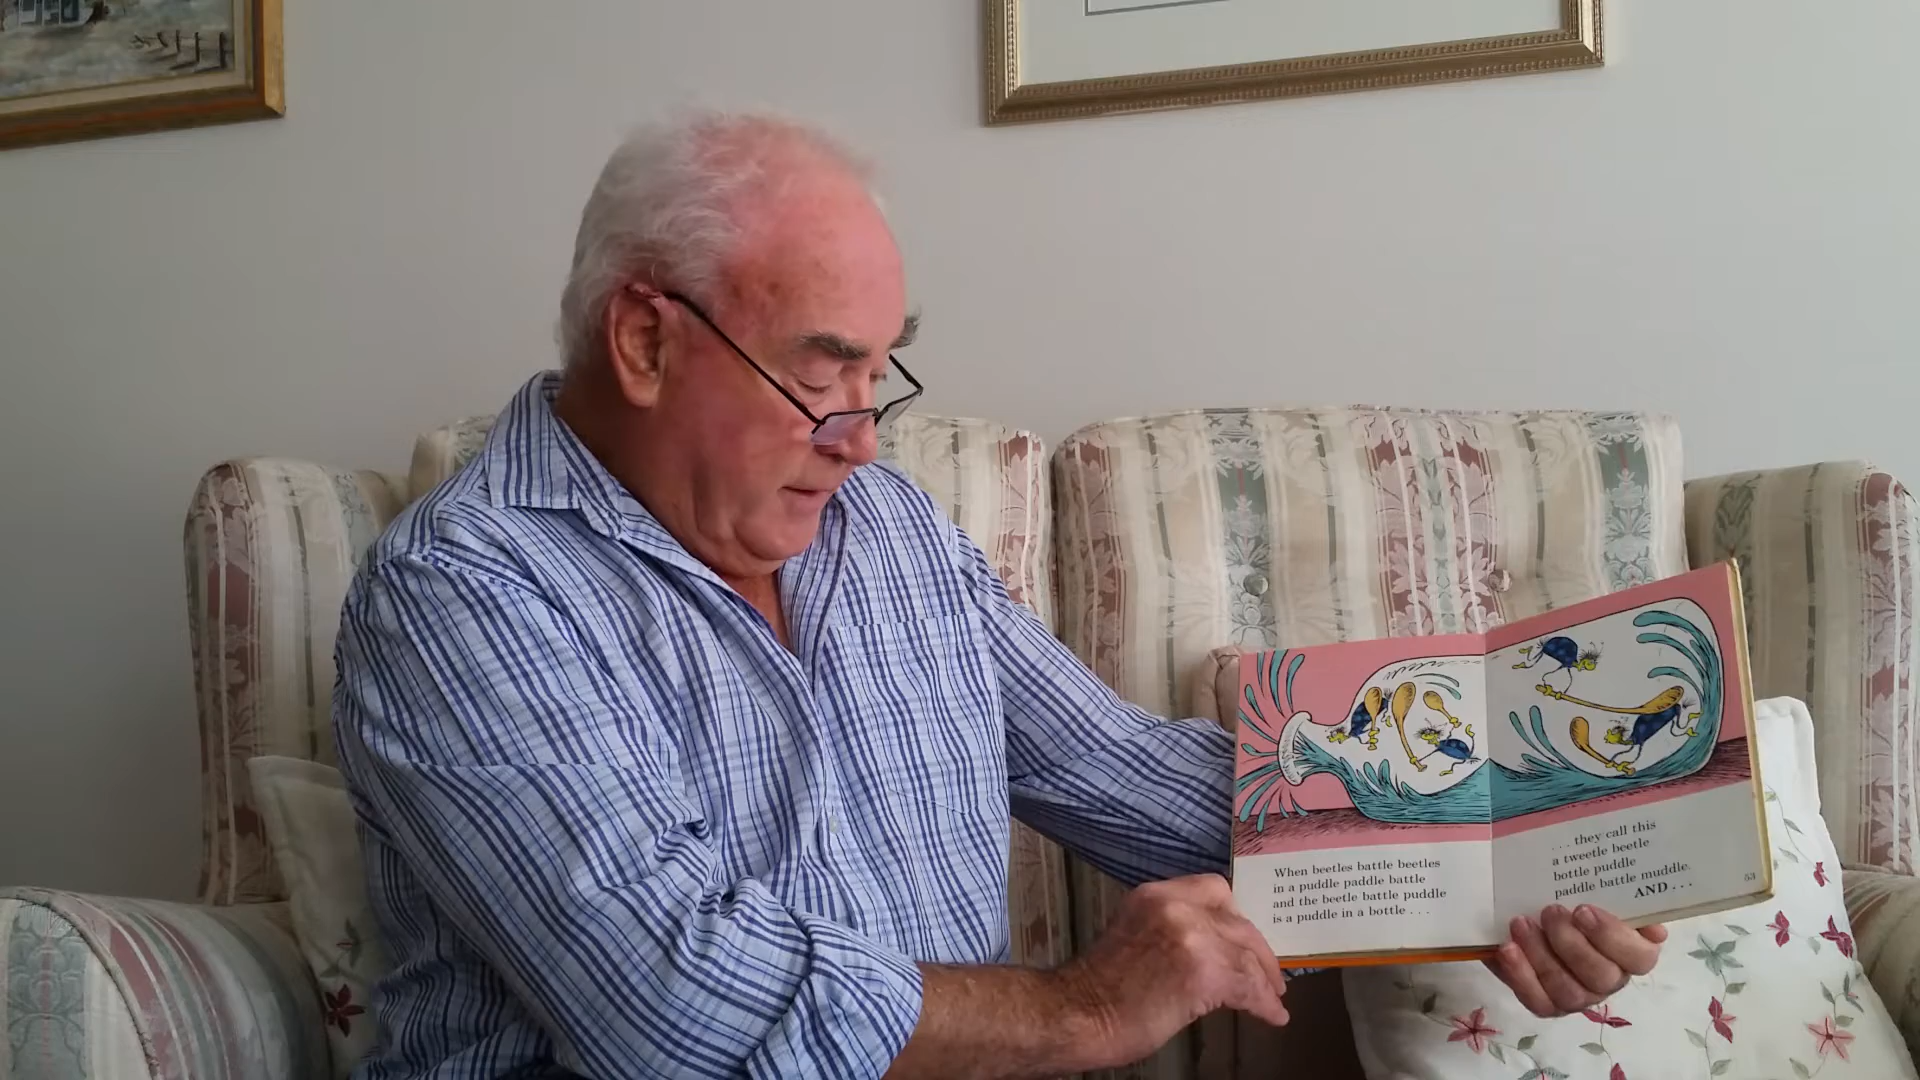 When beetles battle beetles
in a puddle paddle battle
and the beetle battle puddle
is a puddle in a bottle . . .
. . . they call this
a tweetle beetle
bottle puddle
paddle battle muddle.
AND . . .
53